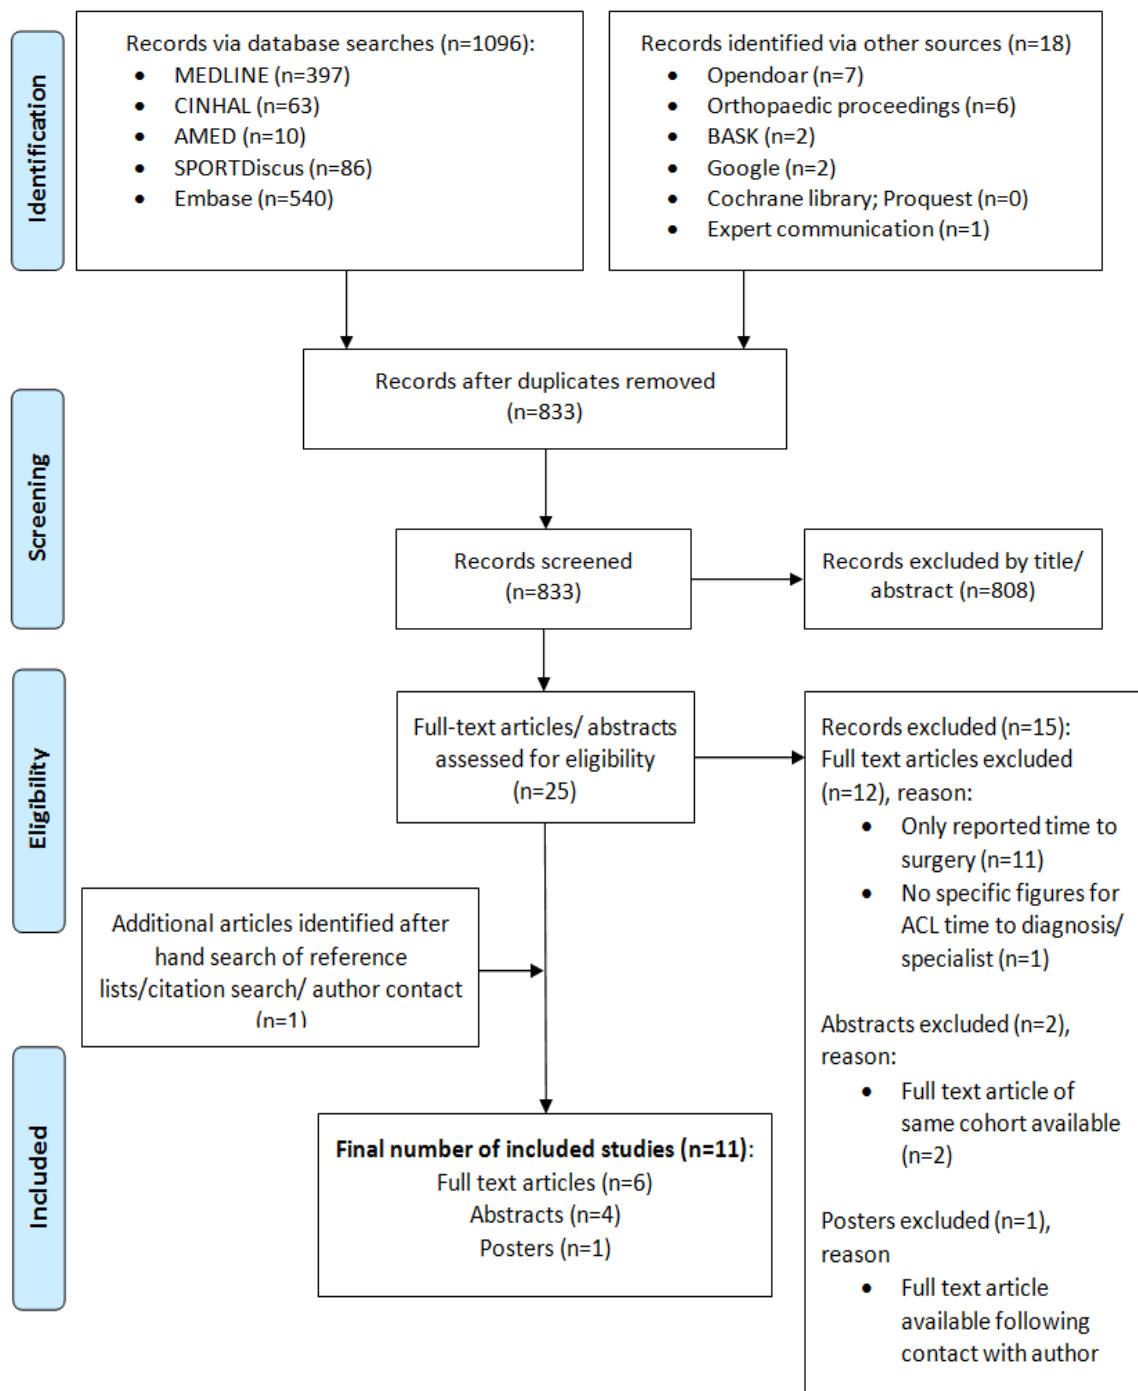 Identification
Records via database searches (n=1096):
• MEDLINE (n=397)
• CINHAL (n=63)
• AMED (n=10)
• SPORTDiscus (n=86)
• Embase (n=540)
Records identified via other sources (n=18)
• Opendoar (n=7)
• Orthopaedic proceedings (n=6)
• BASK (n=2)
• Google (n=2)
• Cochrane library; Proquest (n=0)
• Expert communication (n=1)
Records after duplicates removed
(n=833)
Screening
Records screened
(n=833)
Records excluded by title/
abstract (n=808)
Eligibility
Full-text articles/ abstracts
assessed for eligibility
(n=25)
Records excluded (n=15):
Full text articles excluded
(n=12), reason:
• Only reported time to
surgery (n=11)
• No specific figures for
ACL time to diagnosis/
specialist (n=1)
Abstracts excluded (n=2),
reason:
• Full text article of
same cohort available
(n=2)
Posters excluded (n=1),
reason
• Full text article
available following
contact with author
Additional articles identified after
hand search of reference
lists/citation search/ author contact
(n=1)
Included
Final number of included studies (n=11):
Full text articles (n=6)
Abstracts (n=4)
Posters (n=1)